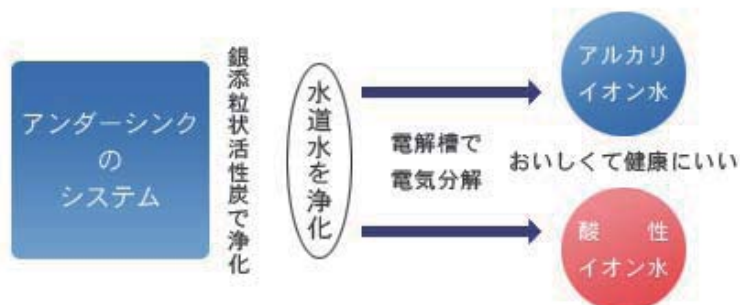 アンダーシンク
の
システム
銀添粒状活性炭で浄化
水道水を浄化
電解槽で
電気分解
アルカリ
イオン水
おいしくて健康にいい
酸 性
イオン水